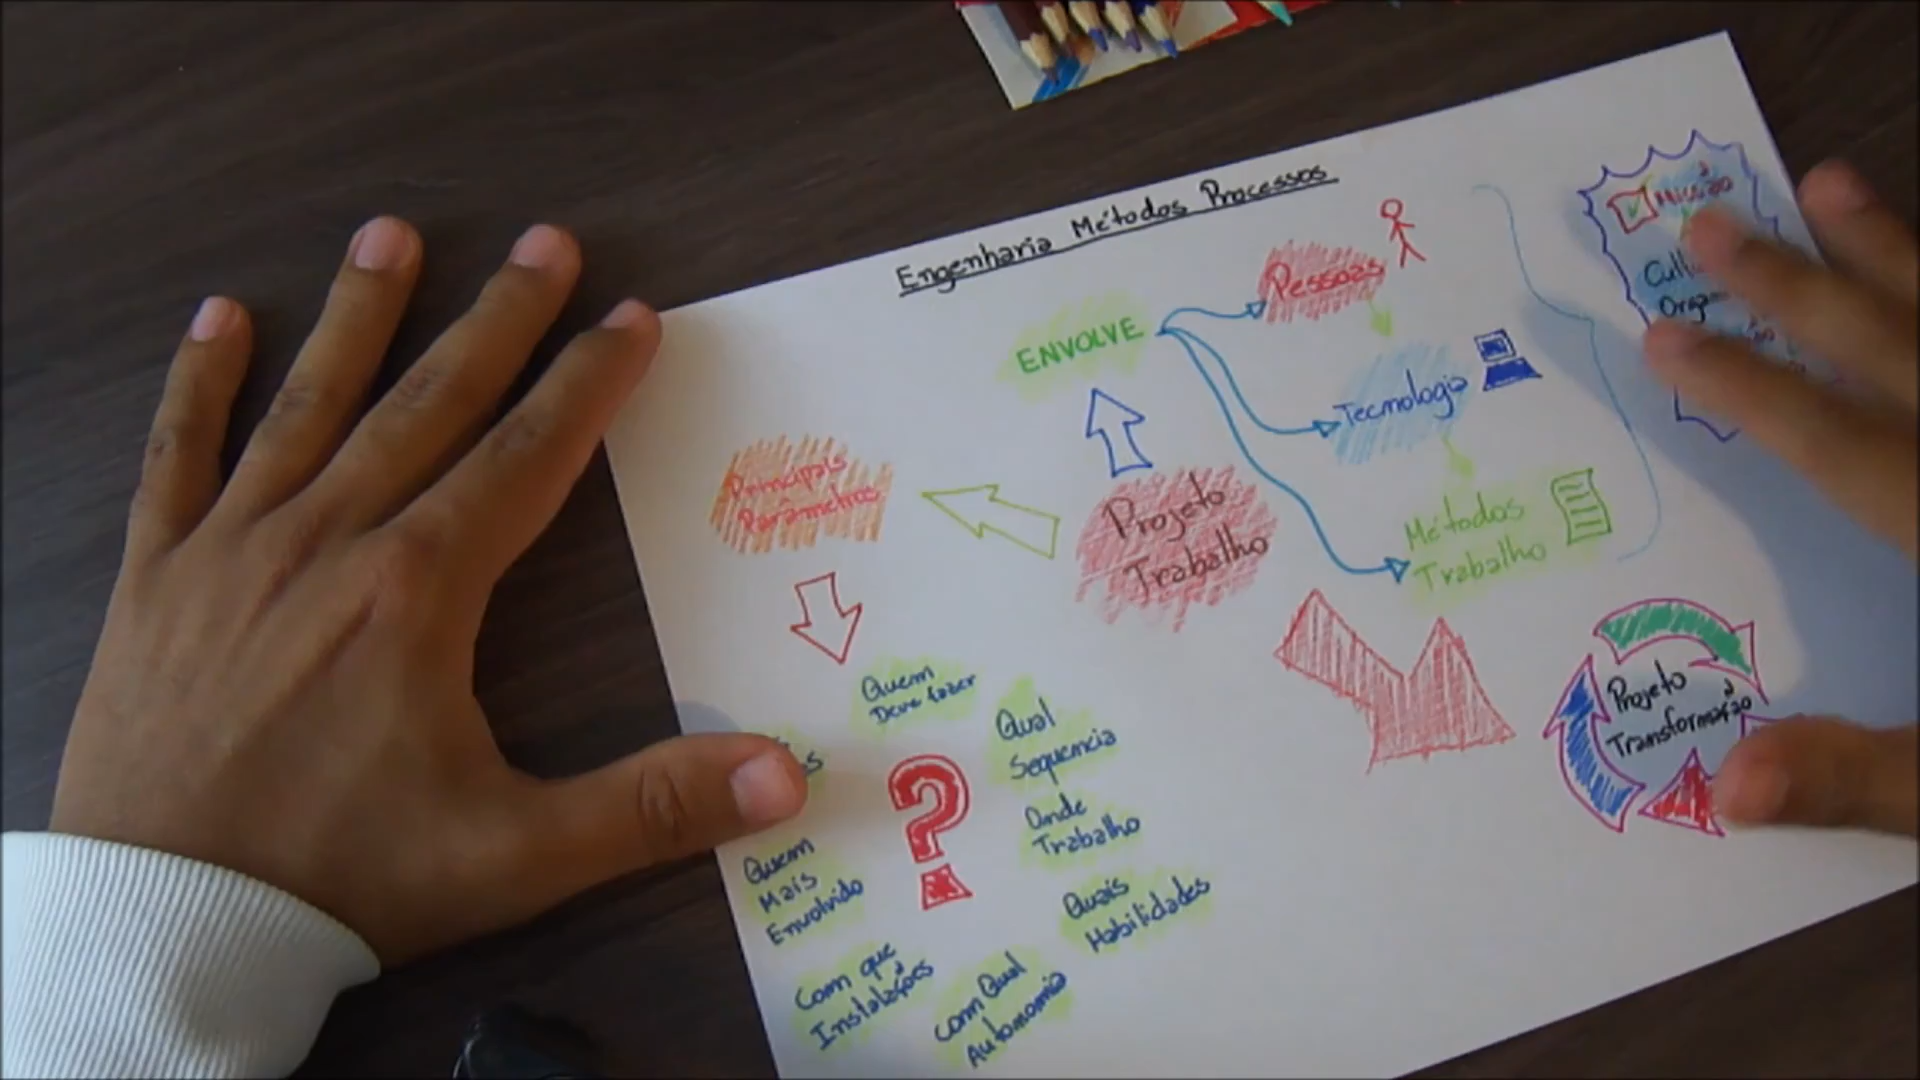 Engenharia Métodos Processos
Missão
ENVOLVE
Pessoas
Tecnologia
Métodos
Trabalho
Projeto
Trabalho
Principais
Parâmetros
Projeto
Transformação
Quem
Deve fazer
Qual
Sequencia
Onde
Trabalho
Quais
Habilidades
Com Qual
Autonomia
Com que
Instalações
Quem
Mais
Envolvido